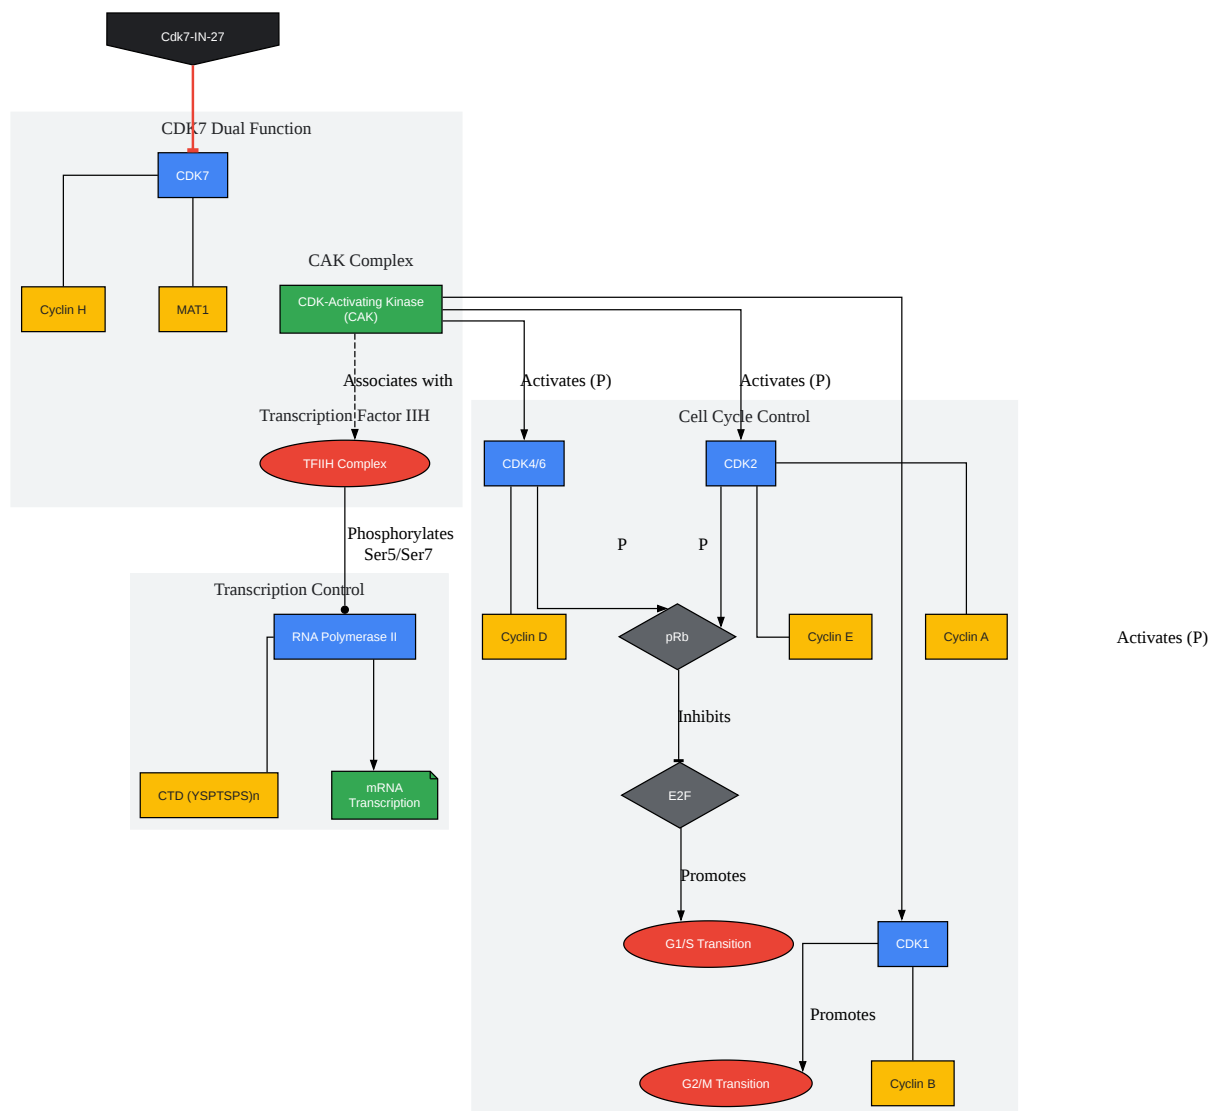 Cdk7-IN-27
CDK7 Dual Function
CDK7
CAK Complex
CDK-Activating Kinase
(CAK)
Cyclin H
MAT1
Associates with
Activates (P)
Activates (P)
Transcription Factor IIH
Cell Cycle Control
TFIIH Complex
CDK4/6
CDK2
Phosphorylates
Ser5/Ser7
P
P
Transcription Control
RNA Polymerase II
Cyclin D
pRb
Cyclin E
Cyclin A
Activates (P)
Inhibits
CTD (YSPTSPS)n
mRNA
Transcription
E2F
Promotes
G1/S Transition
CDK1
Promotes
G2/M Transition
Cyclin B